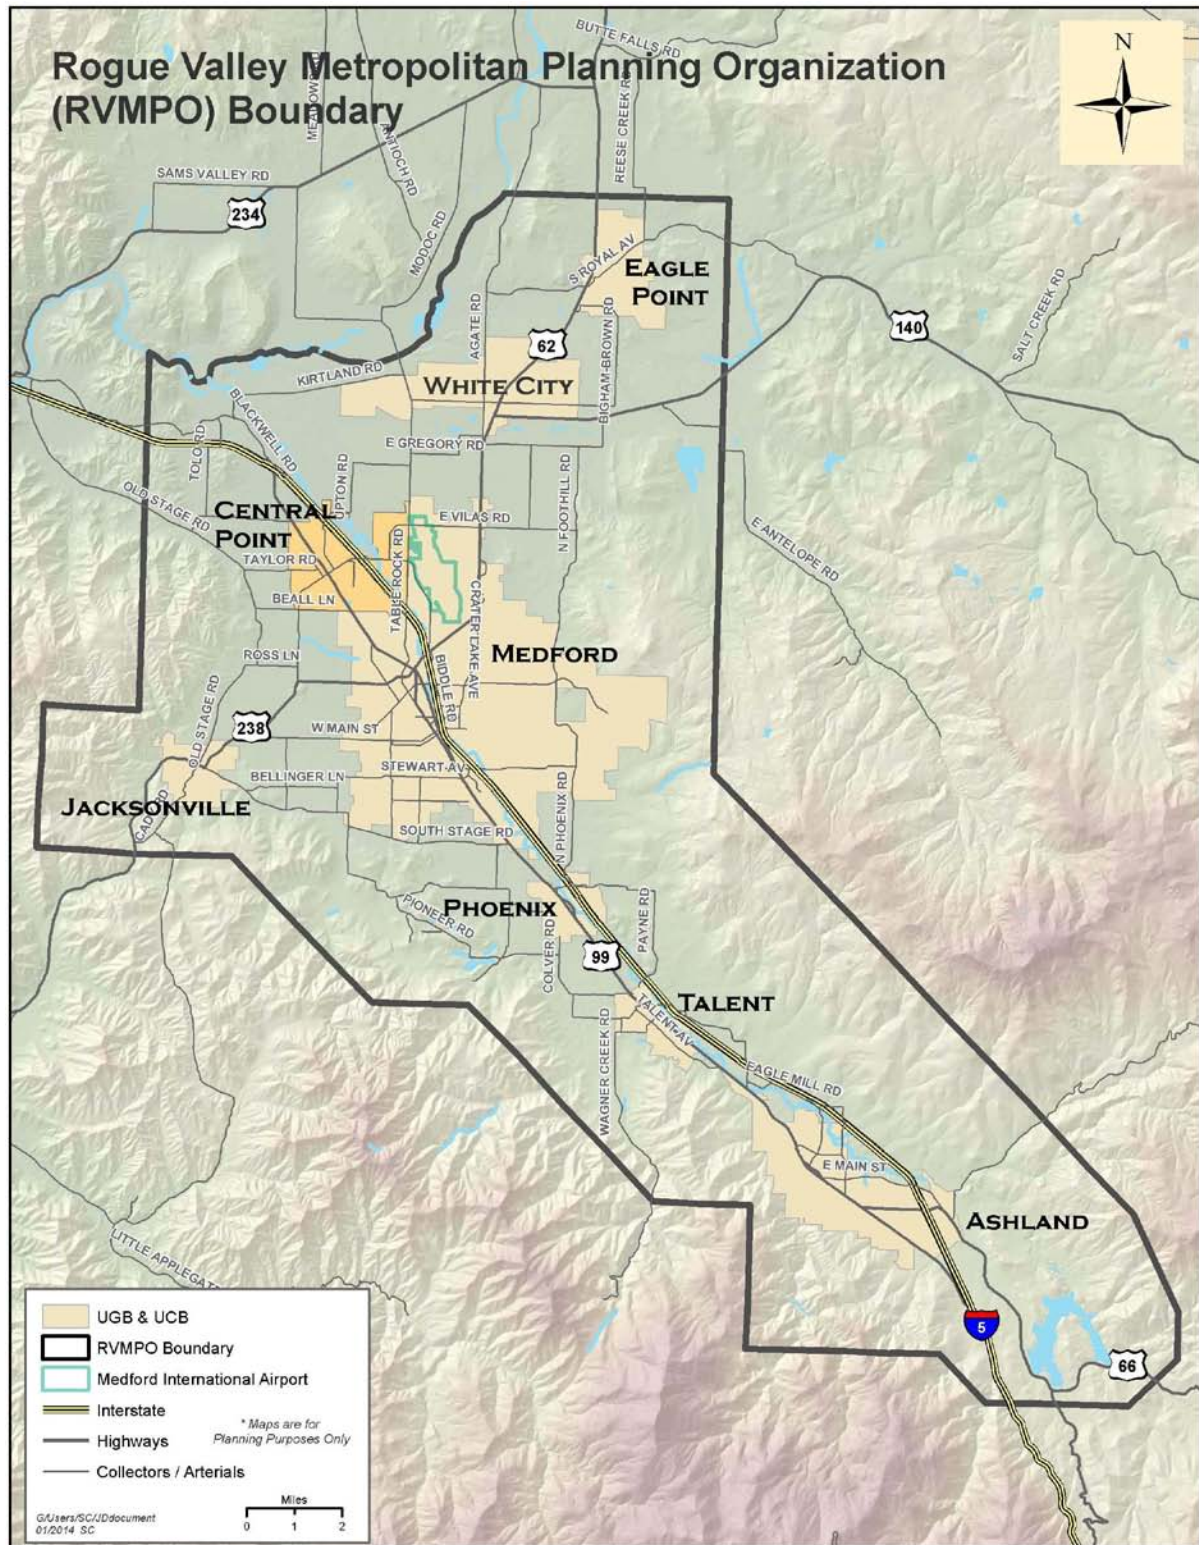 Rogue Valley Metropolitan Planning Organization
(RVMPO) Boundary
N
BUTTE FALLS RD
REESE CREEK RD
ANTIOCH RD
SAMS VALLEY RD
234
MODOC RD
S ROYAL AV
EAGLE
POINT
140
SALT CREEK RD
AGATE RD
62
BIGHAM-BROWN RD
KIRTLAND RD
WHITE CITY
BLACKWELL RD
E GREGORY RD
TOLO RD
UPTON RD
OLD STAGE RD
N FOOTHILL RD
CENTRAL
POINT
E VILAS RD
E ANTELOPE RD
TAYLOR RD
TABLE ROCK RD
BEALL LN
CRATER LAKE AVE
ROSS LN
MEDFORD
BIDDLE RD
OLD STAGE RD
238
W MAIN ST
STEWART AV
BELLINGER LN
JACKSONVILLE
CADY RD
SOUTH STAGE RD
N PHOENIX RD
PHOENIX
PIONEER RD
COLVER RD
PAYNE RD
99
TALENT
TALENT AV
WAGNER CREEK RD
EAGLE MILL RD
E MAIN ST
ASHLAND
5
66
UGB & UCB
RVMPO Boundary
Medford International Airport
Interstate
* Maps are for
Planning Purposes Only
Highways
Collectors / Arterials
Miles
0 1 2
G/Users/SC/JDdocument
01/2014 SC